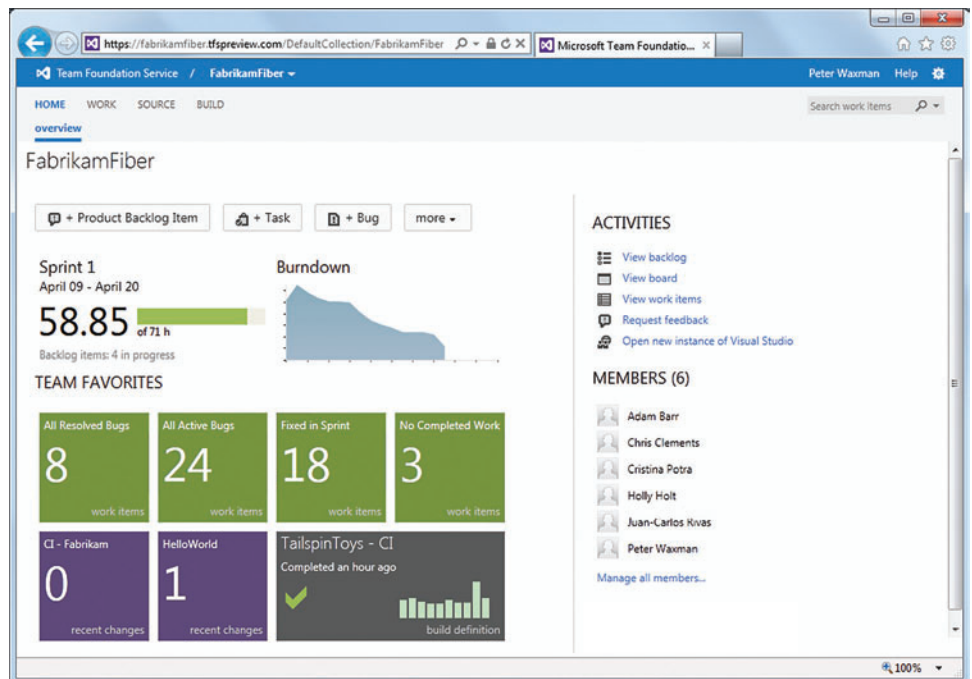 https://fabrikamfiber.tfspreview.com/DefaultCollection/FabrikamFiber
Microsoft Team Foundatio...
Team Foundation Service / FabrikamFiber
Peter Waxman Help
HOME WORK SOURCE BUILD
Search work items
overview
FabrikamFiber
+ Product Backlog Item
+ Task
+ Bug
more
Sprint 1
April 09 - April 20
58.85 of 71 h
Backlog items: 4 in progress
Burndown
TEAM FAVORITES
All Resolved Bugs
8
work items
All Active Bugs
24
work items
Fixed in Sprint
18
work items
No Completed Work
3
work items
CI - Fabrikam
0
recent changes
HelloWorld
1
recent changes
TailspinToys - CI
Completed an hour ago
build definition
ACTIVITIES
View backlog
View board
View work items
Request feedback
Open new instance of Visual Studio
MEMBERS (6)
Adam Barr
Chris Clements
Cristina Potra
Holly Holt
Juan-Carlos Rivas
Peter Waxman
Manage all members...
100%